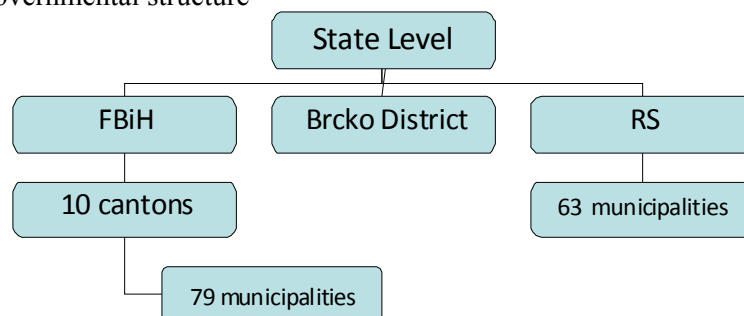 overnmental structure
State Level
FBiH
Brcko District
RS
10 cantons
63 municipalities
79 municipalities